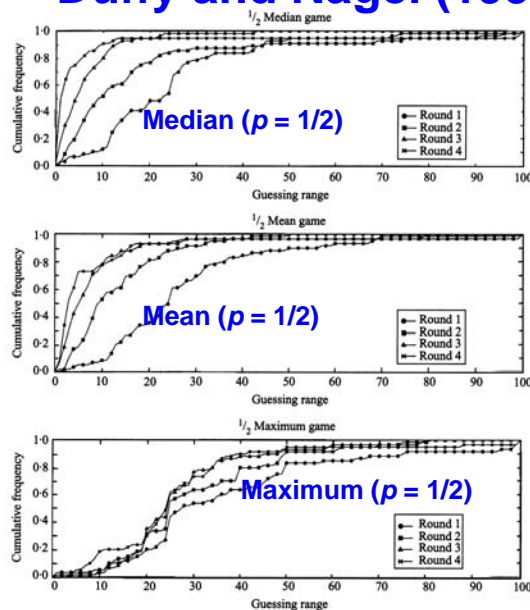 1/2 Median game
Cumulative frequency
1·0
0·8
0·6
0·4
0·2
0·0
Median (p = 1/2)
Round 1
Round 2
Round 3
Round 4
0 10 20 30 40 50 60 70 80 90 100
Guessing range
1/2 Mean game
Cumulative frequency
1·0
0·8
0·6
0·4
0·2
0·0
Mean (p = 1/2)
Round 1
Round 2
Round 3
Round 4
0 10 20 30 40 50 60 70 80 90 100
Guessing range
1/2 Maximum game
Cumulative frequency
1·0
0·8
0·6
0·4
0·2
0·0
Maximum (p = 1/2)
Round 1
Round 2
Round 3
Round 4
0 10 20 30 40 50 60 70 80 90 100
Guessing range